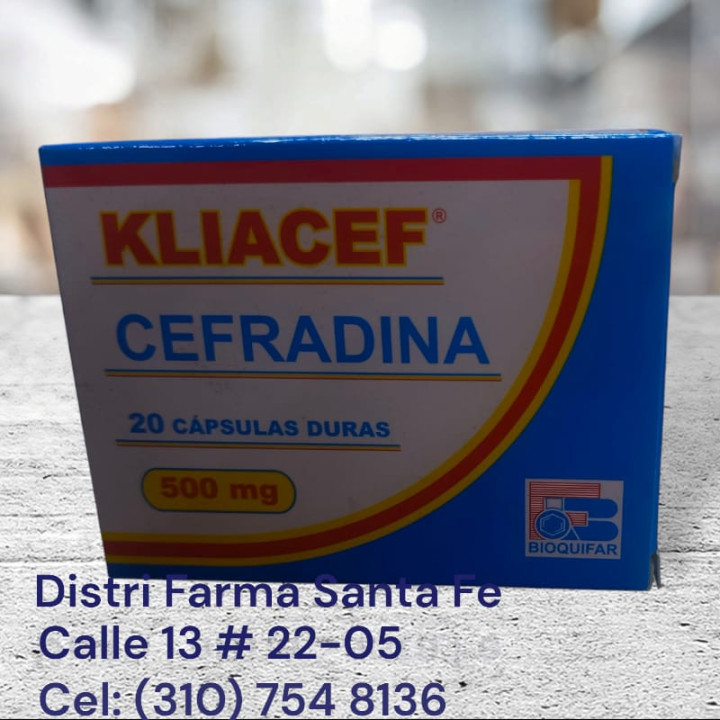 KLIACEF®
CEFRADINA
20 CÁPSULAS DURAS
500 mg
BIOQUIFAR
Distri Farma Santa Fe
Calle 13 # 22-05
Cel: (310) 754 8136